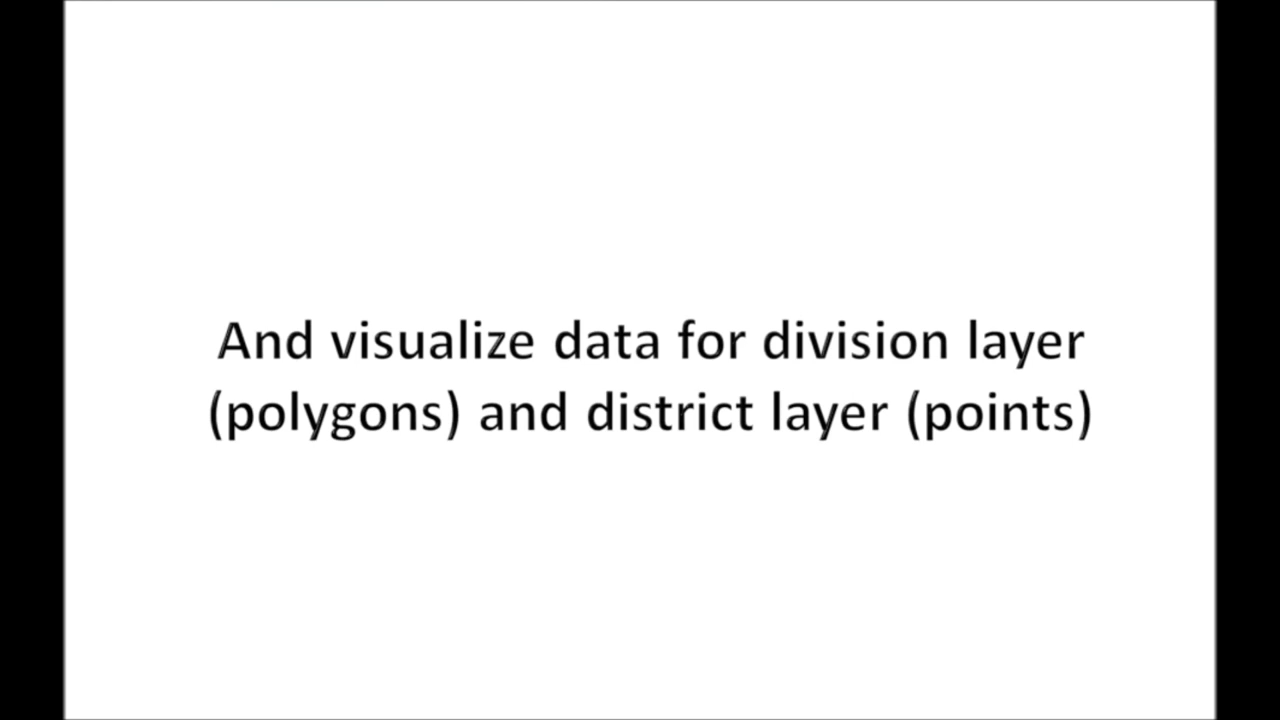 And visualize data for division layer
(polygons) and district layer (points)